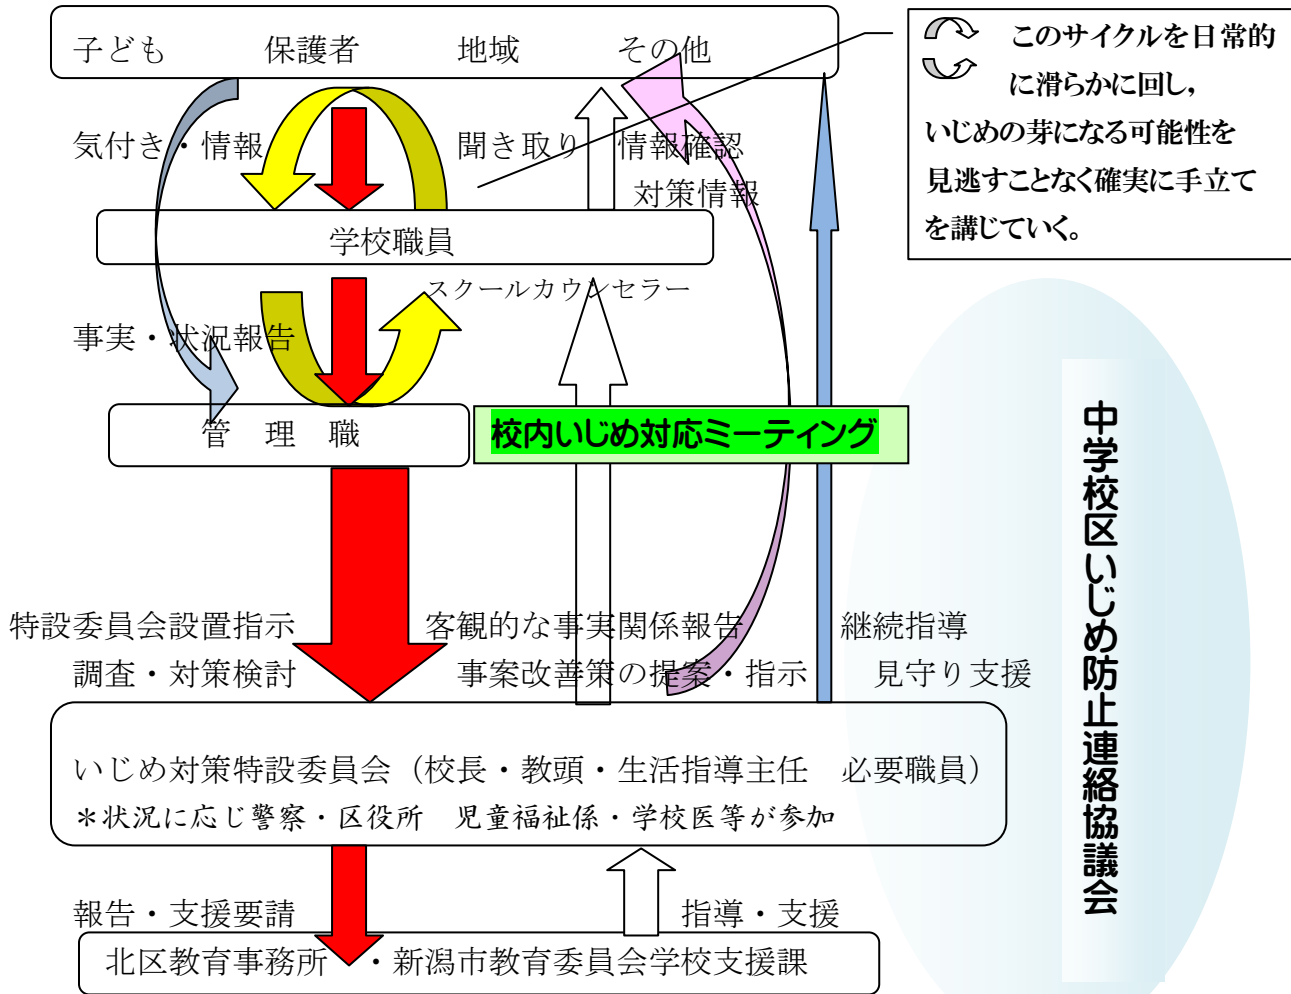 子ども　保護者　地域　その他
このサイクルを日常的
に滑らかに回し，
いじめの芽になる可能性を
見逃すことなく確実に手立て
を講じていく。
気付き・情報　聞き取り　情報確認
対策情報
学校職員
スクールカウンセラー
事実・状況報告
管　理　職
校内いじめ対応ミーティング
中学校区いじめ防止連絡協議会
特設委員会設置指示　客観的な事実関係報告　継続指導
調査・対策検討　事案改善策の提案・指示　見守り支援
いじめ対策特設委員会（校長・教頭・生活指導主任　必要職員）
＊状況に応じ警察・区役所　児童福祉係・学校医等が参加
報告・支援要請　指導・支援
北区教育事務所　・新潟市教育委員会学校支援課